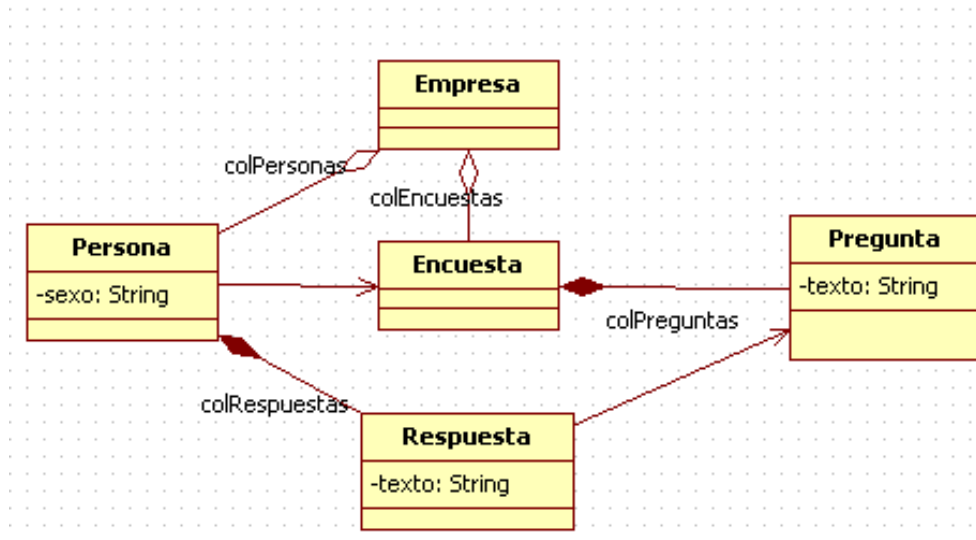 Empresa
colPersonas
colEncuestas
Persona
-sexo: String
Encuesta
Pregunta
-texto: String
colPreguntas
colRespuestas
Respuesta
-texto: String